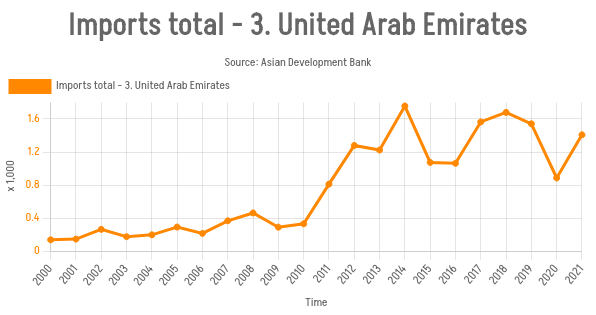 Imports total - 3. United Arab Emirates
Source: Asian Development Bank
Imports total - 3. United Arab Emirates
x 1,000
1.6
1.2
0.8
0.4
0
2000 2001 2002 2003 2004 2005 2006 2007 2008 2009 2010 2011 2012 2013 2014 2015 2016 2017 2018 2019 2020 2021
Time